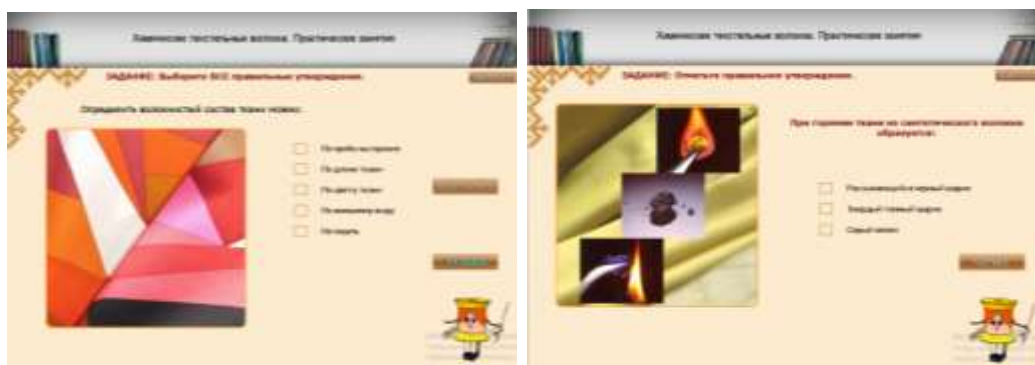 Химические текстильные волокна. Практическое занятие
ЗАДАНИЕ: Выберите ВСЕ правильные утверждения.
Определить волокнистый состав ткани можно:
По пробе на горение
По длине ткани
По цвету ткани
По внешнему виду
На ощупь
Химические текстильные волокна. Практическое занятие
ЗАДАНИЕ: Отметьте правильное утверждение.
При горении ткани из синтетического волокна
образуется:
шарик
Твердый темный шарик
Серый пепел